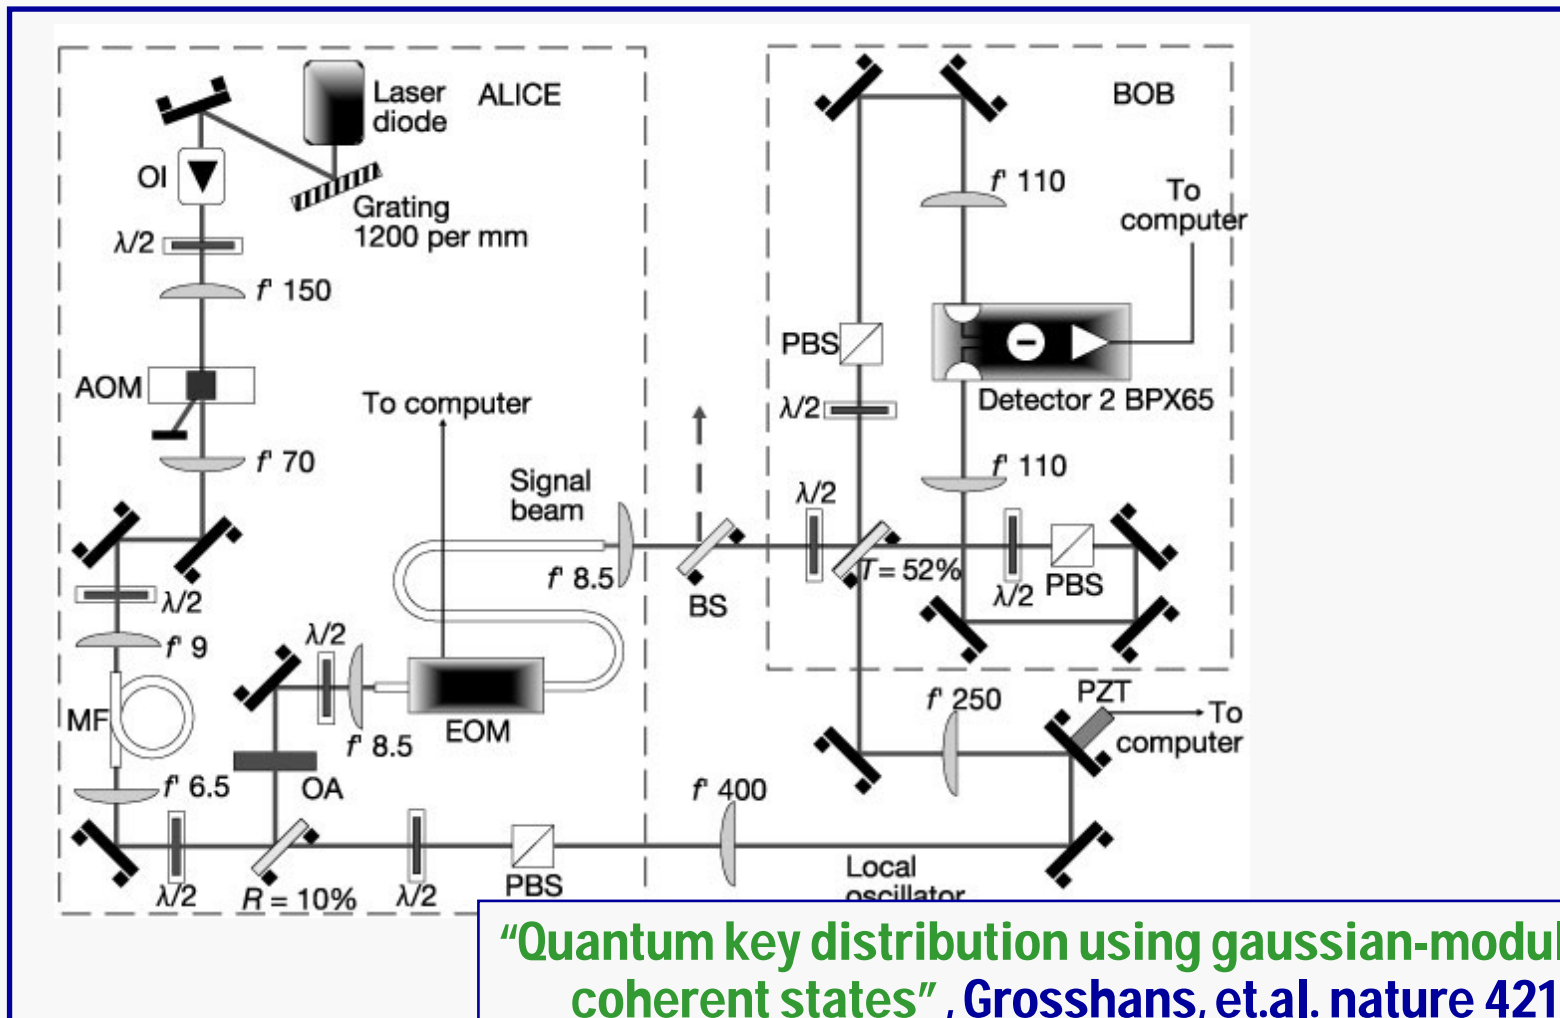 Laser
diode
ALICE
BOB
OI
Grating
1200 per mm
λ/2
f' 150
AOM
f' 70
To computer
Signal
beam
f' 8.5
λ/2
f' 9
λ/2
MF
f' 8.5
EOM
OA
f' 6.5
λ/2
R = 10%
λ/2
PBS
BS
f' 110
To
computer
PBS
Detector 2 BPX65
λ/2
f' 110
λ/2
T = 52%
λ/2
PBS
f' 250
PZT
To
computer
f' 400
Local
oscillator
“Quantum key distribution using gaussian-modul
coherent states” , Grosshans, et.al. nature 421